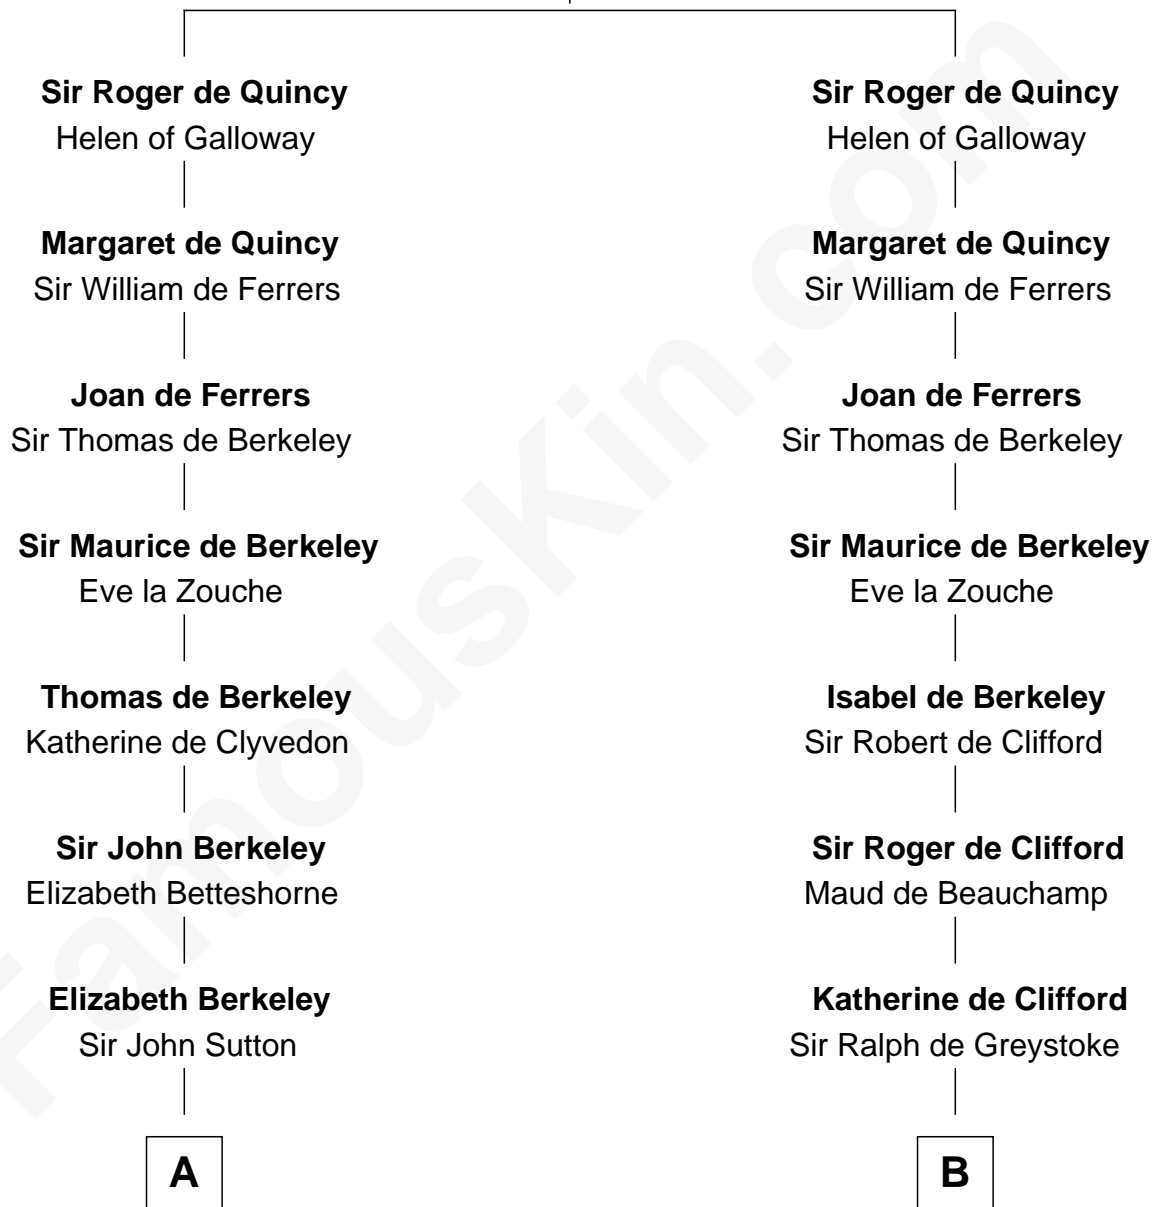 Sir Roger de Quincy
Helen of Galloway
Margaret de Quincy
Sir William de Ferrers
Joan de Ferrers
Sir Thomas de Berkeley
Sir Maurice de Berkeley
Eve la Zouche
Thomas de Berkeley
Katherine de Clyvedon
Sir John Berkeley
Elizabeth Betteshorne
Elizabeth Berkeley
Sir John Sutton
A
Sir Roger de Quincy
Helen of Galloway
Margaret de Quincy
Sir William de Ferrers
Joan de Ferrers
Sir Thomas de Berkeley
Sir Maurice de Berkeley
Eve la Zouche
Isabel de Berkeley
Sir Robert de Clifford
Sir Roger de Clifford
Maud de Beauchamp
Katherine de Clifford
Sir Ralph de Greystoke
B
FamousKin.com